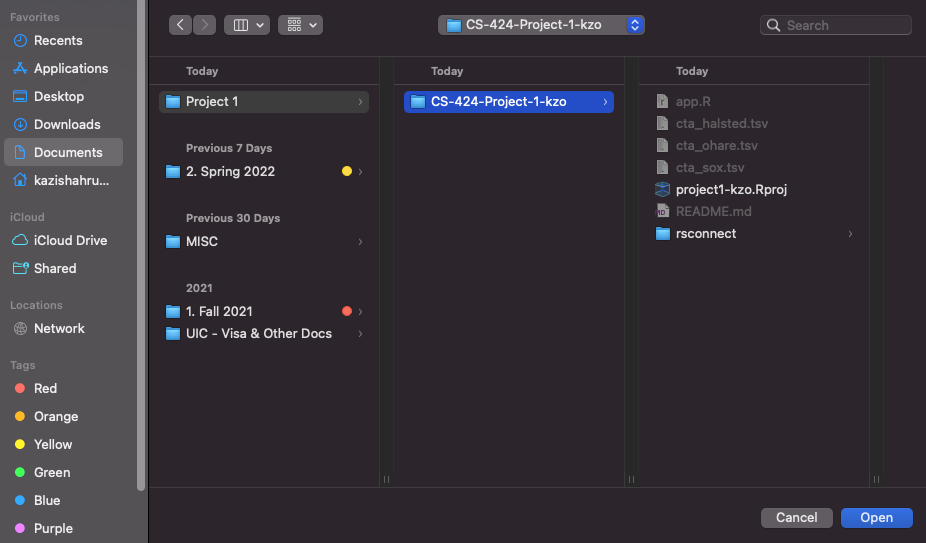 Favorites
Recents
Applications
Desktop
Downloads
Documents
kazishahru...
iCloud
iCloud Drive
Shared
Locations
Network
Tags
Red
Orange
Yellow
Green
Blue
Purple
CS-424-Project-1-kzo
Search
Today
Project 1
Previous 7 Days
2. Spring 2022
Previous 30 Days
MISC
2021
1. Fall 2021
UIC - Visa & Other Docs
Today
CS-424-Project-1-kzo
Today
app.R
cta_halsted.tsv
cta_ohare.tsv
cta_sox.tsv
project1-kzo.Rproj
README.md
rsconnect
Cancel
Open